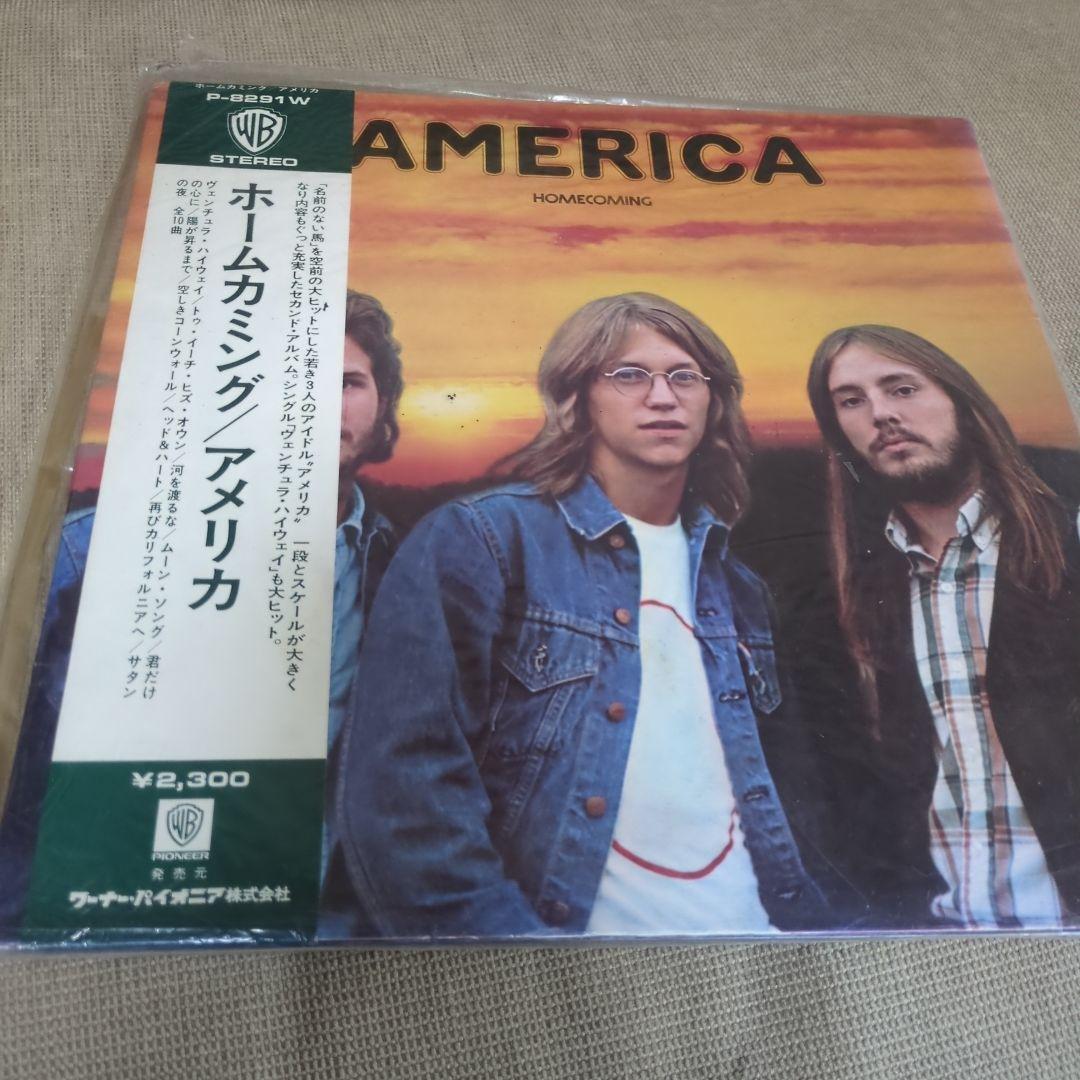 ホームカミング／アメリカ
P-8291W
WB
STEREO
AMERICA
HOMECOMING
「名前のない馬」を空前の大ヒットにした若き3人のアイドル〝アメリカ〟 一段とスケールが大きく
なり内容もぐっと充実したセカンド・アルバム。シングル「ヴェンチュラ・ハイウェイ」も大ヒット。
ホームカミング／アメリカ
ヴェンチュラ・ハイウェイ／トゥ・イーチ・ヒズ・オウン／河を渡るな／ムーン・ソング／君だけ
の心に／陽が昇るまで／空しきコーンウォール／ヘッド&ハート／再びカリフォルニアへ／サタン
の夜 全10曲
¥2,300
WB
PIONEER
発売元
ワーナー・パイオニア株式会社